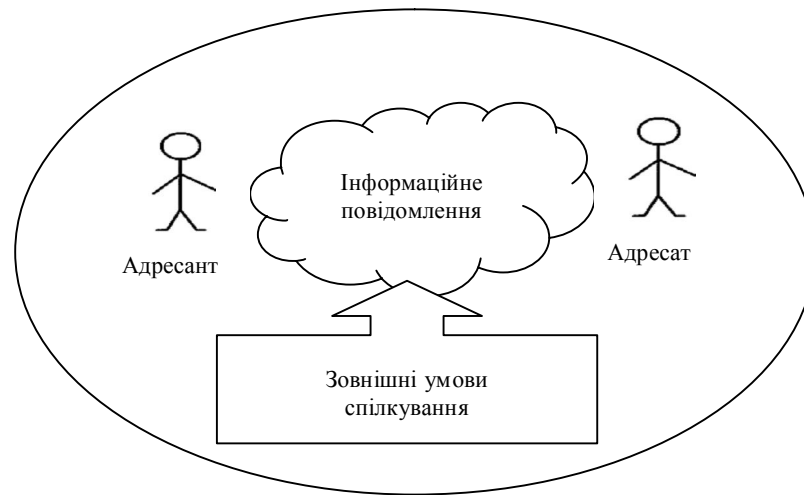 Інформаційне
повідомлення
Адресант
Адресат
Зовнішні умови
спілкування